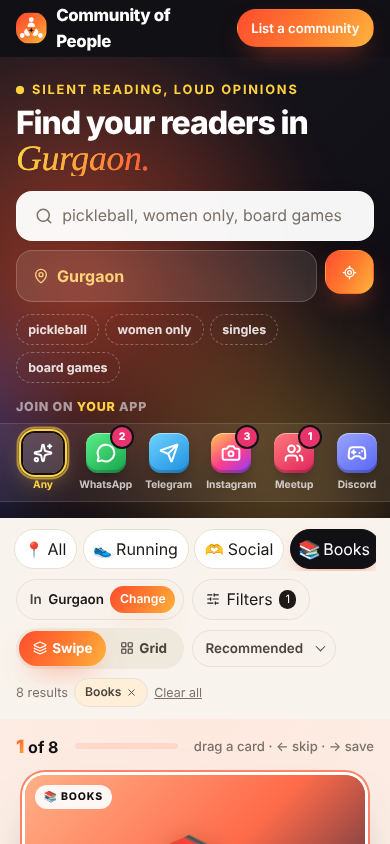 Community of
People
List a community
SILENT READING, LOUD OPINIONS
Find your readers in
Gurgaon.
pickleball, women only, board games
Gurgaon
pickleball
women only
singles
board games
JOIN ON YOUR APP
2
3
1
Any
WhatsApp
Telegram
Instagram
Meetup
Discord
📍 All
👟 Running
🫶 Social
📚 Books
In Gurgaon Change
Filters 1
Swipe
Grid
Recommended
8 results
Books ×
Clear all
1 of 8
drag a card · ← skip · → save
📚 BOOKS